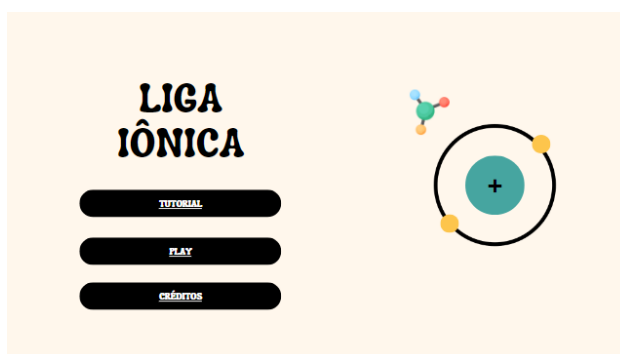 LIGA
IÔNICA
TUTORIAL
PLAY
CRÉDITOS
+